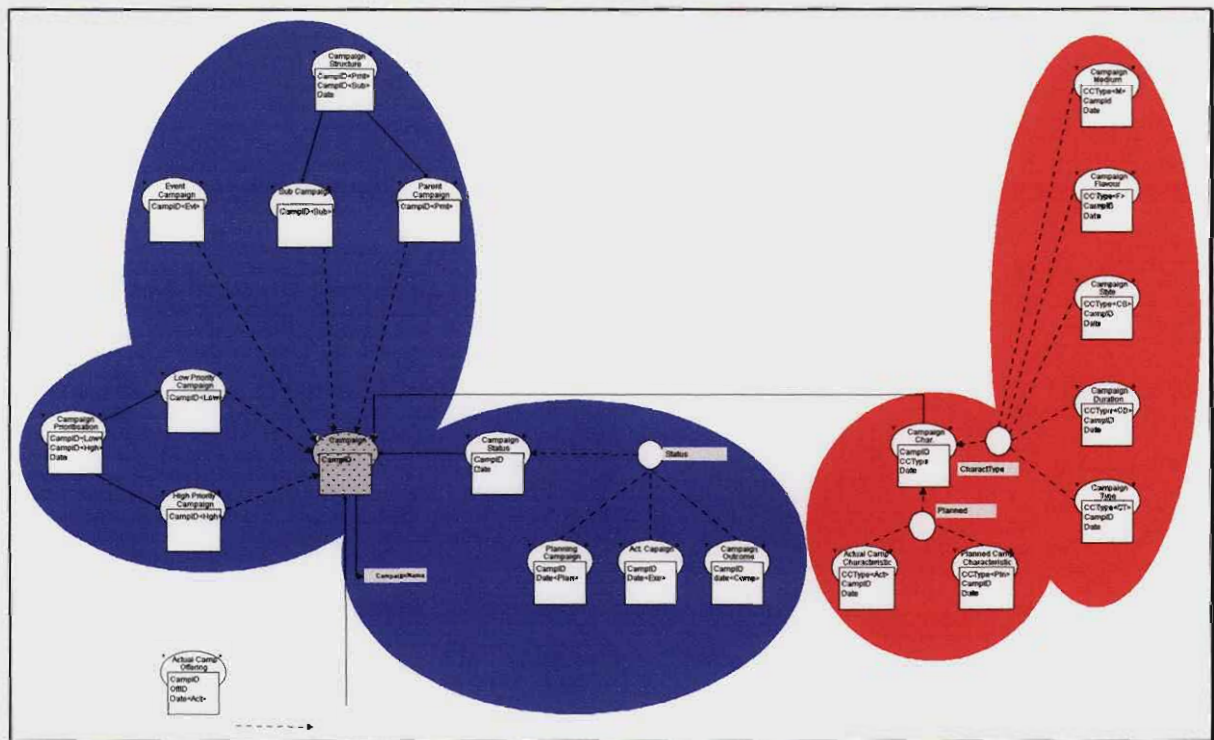 Campaign
Structure
CampID<Prnt>
CampID<Sub>
Date
Event
Campaign
CampID<Evt>
Sub Campaign
CampID<Sub>
Parent
Campaign
CampID<Prnt>
Low Priority
Campaign
CampID<Low>
Campaign
Prioritisation
CampID<Low>
CampID<Hgh>
Date
High Priority
Campaign
CampID<Hgh>
Campaign
CampID
Campaign
Status
CampID
Date
Status
Planning
Campaign
CampID
Date<Plan>
Act. Capaign
CampID
Date<Exe>
Campaign
Outcome
CampID
date<Comp>
CampaignName
Actual Camp
Offering
CampID
OffID
Date<Act>
Campaign
Medium
CCType<M>
CampId
Date
Campaign
Flavour
CCType<F>
CampID
Date
Campaign
Style
CCType<CS>
CampID
Date
Campaign
Duration
CCType<CD>
CampID
Date
Campaign
Type
CCType<CT>
CampID
Date
Campaign
Char.
CampID
CCType
Date
CharactType
Planned
Actual Camp
Characteristic
CCType<Act>
CampID
Date
Planned Camp
Characteristic
CCType<Pln>
CampID
Date